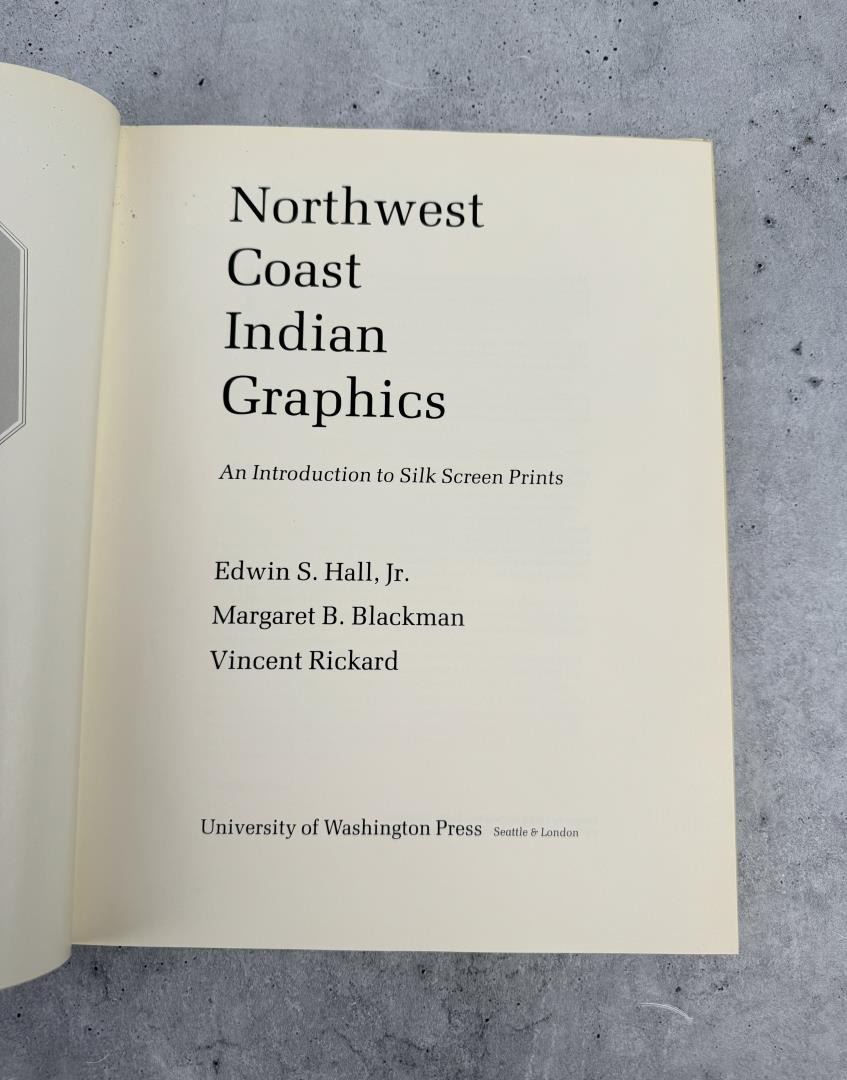 Northwest
Coast
Indian
Graphics
An Introduction to Silk Screen Prints
Edwin S. Hall, Jr.
Margaret B. Blackman
Vincent Rickard
University of Washington Press Seattle & London